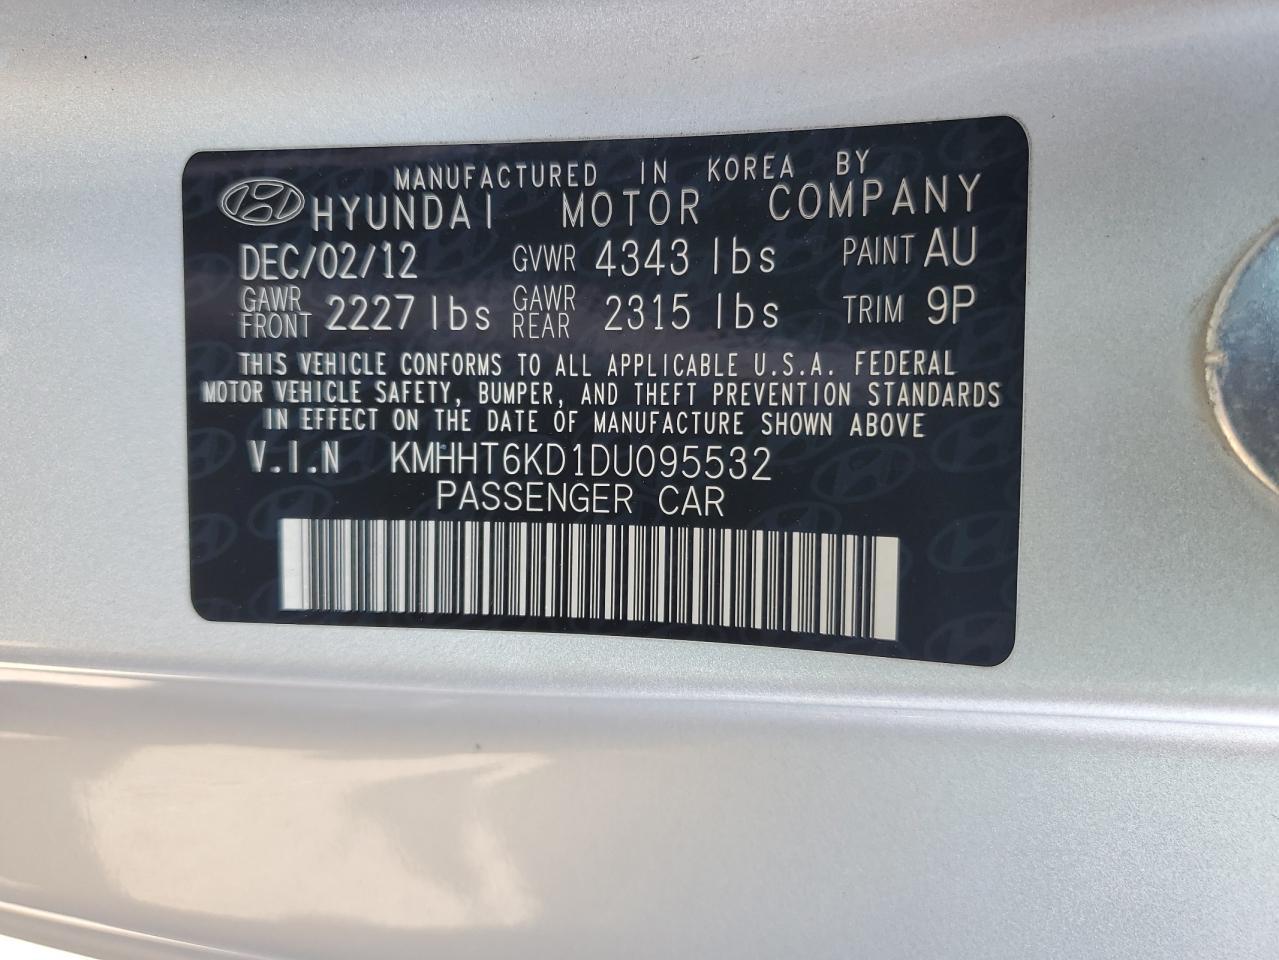 MANUFACTURED IN KOREA BY
HYUNDAI MOTOR COMPANY
DEC/02/12 GVWR 4343 lbs PAINT AU
GAWR FRONT 2227 lbs GAWR REAR 2315 lbs TRIM 9P
THIS VEHICLE CONFORMS TO ALL APPLICABLE U.S.A. FEDERAL
MOTOR VEHICLE SAFETY, BUMPER, AND THEFT PREVENTION STANDARDS
IN EFFECT ON THE DATE OF MANUFACTURE SHOWN ABOVE
V.I.N KMHHT6KD1DU095532
PASSENGER CAR